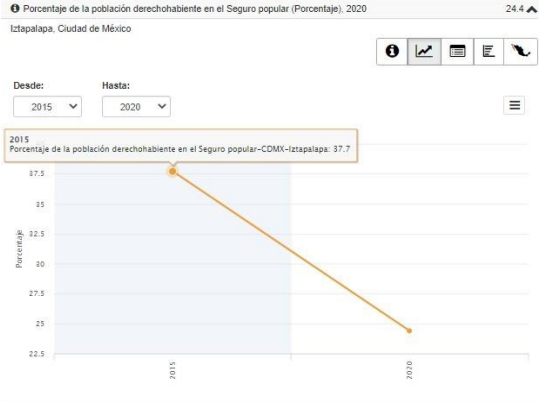 Porcentaje de la población derechohabiente en el Seguro popular (Porcentaje), 2020 24.4
Iztapalapa, Ciudad de México
Desde: Hasta:
2015 2020
2015
Porcentaje de la población derechohabiente en el Seguro popular-CDMX-Iztapalapa: 37.7
37.5
35
32.5
30
27.5
25
22.5
Porcentaje
2015
2020